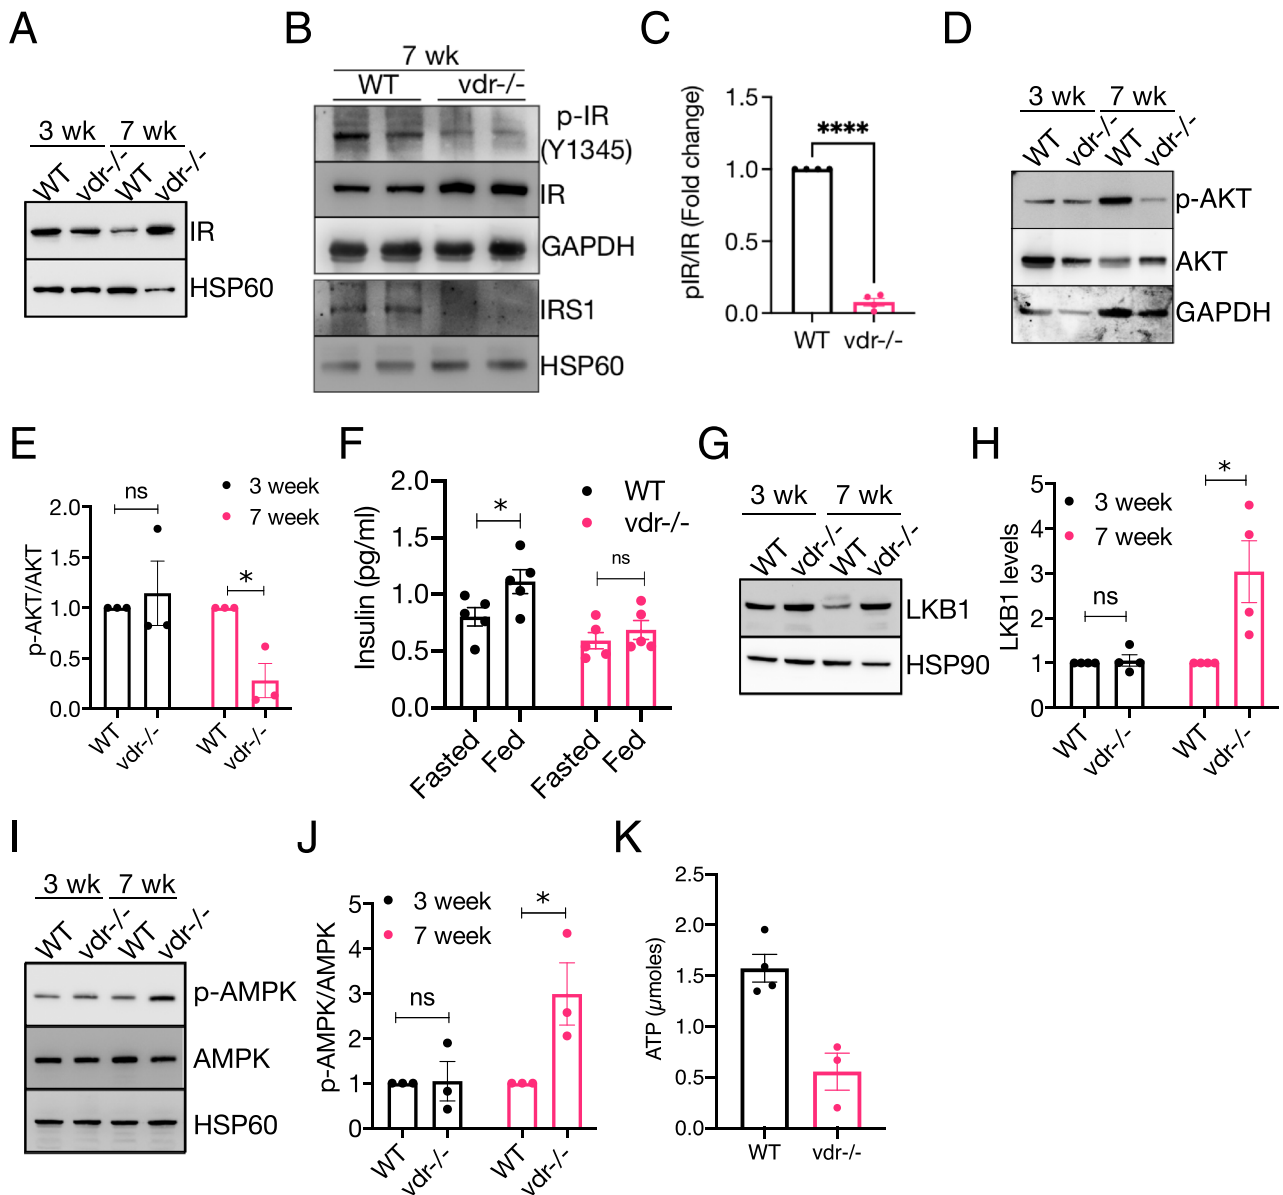 A
3 wk 7 wk
WT vdr-/- WT vdr-/-
IR
HSP60
B
7 wk
WT vdr-/-
p-IR
(Y1345)
IR
GAPDH
IRS1
HSP60
C
pIR/IR (Fold change)
1.5
1.0
0.5
0.0
****
WT vdr-/-
D
3 wk 7 wk
WT vdr-/- WT vdr-/-
p-AKT
AKT
GAPDH
E
p-AKT/AKT
2.0
1.5
1.0
0.5
0.0
ns
*
3 week
7 week
WT vdr-/- WT vdr-/-
F
Insulin (pg/ml)
2.0
1.5
1.0
0.5
0.0
*
ns
WT
vdr-/-
Fasted Fed Fasted Fed
G
3 wk 7 wk
WT vdr-/- WT vdr-/-
LKB1
HSP90
H
LKB1 levels
5
4
3
2
1
0
3 week
7 week
ns
*
WT vdr-/- WT vdr-/-
I
3 wk 7 wk
WT vdr-/- WT vdr-/-
p-AMPK
AMPK
HSP60
J
p-AMPK/AMPK
5
4
3
2
1
0
3 week
7 week
ns
*
WT vdr-/- WT vdr-/-
K
ATP (µmoles)
2.5
2.0
1.5
1.0
0.5
0.0
WT vdr-/-